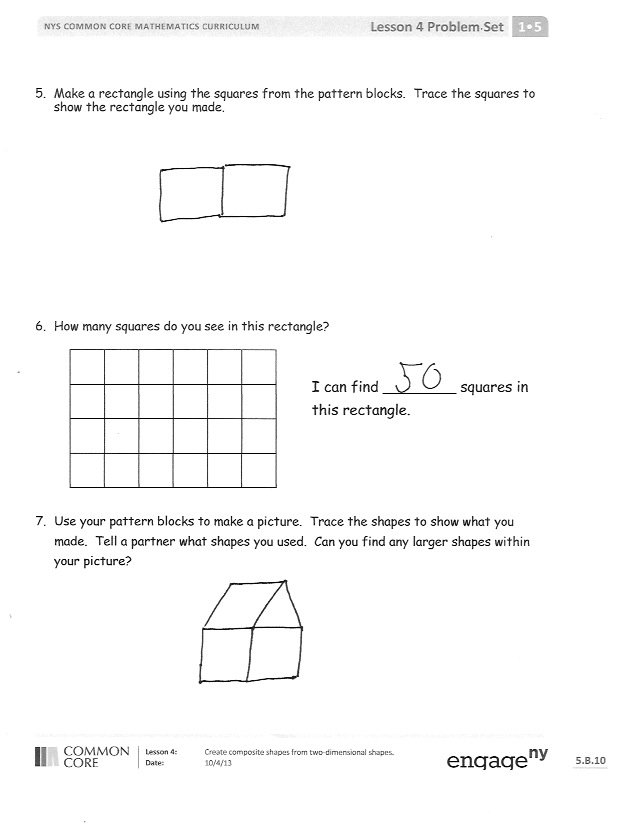 NYS COMMON CORE MATHEMATICS CURRICULUM
Lesson 4 Problem Set 1•5
5. Make a rectangle using the squares from the pattern blocks. Trace the squares to
show the rectangle you made.
6. How many squares do you see in this rectangle?
I can find 50 squares in
this rectangle.
7. Use your pattern blocks to make a picture. Trace the shapes to show what you
made. Tell a partner what shapes you used. Can you find any larger shapes within
your picture?
COMMON
CORE
Lesson 4:
Date:
Create composite shapes from two-dimensional shapes.
10/4/13
engageny
5.B.10